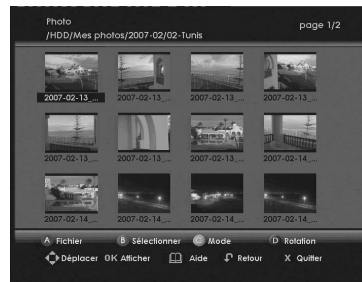 Photo
page 1/2
/HDD/Mes photos/2007-02/02-Tunis
2007-02-13_... 2007-02-13_... 2007-02-13_... 2007-02-13_...
2007-02-13_... 2007-02-13_... 2007-02-13_... 2007-02-14_...
2007-02-14_... 2007-02-14_... 2007-02-14_... 2007-02-14_...
A Fichier B Sélectionner C Mode D Rotation
Déplacer OK Afficher Aide Retour X Quitter